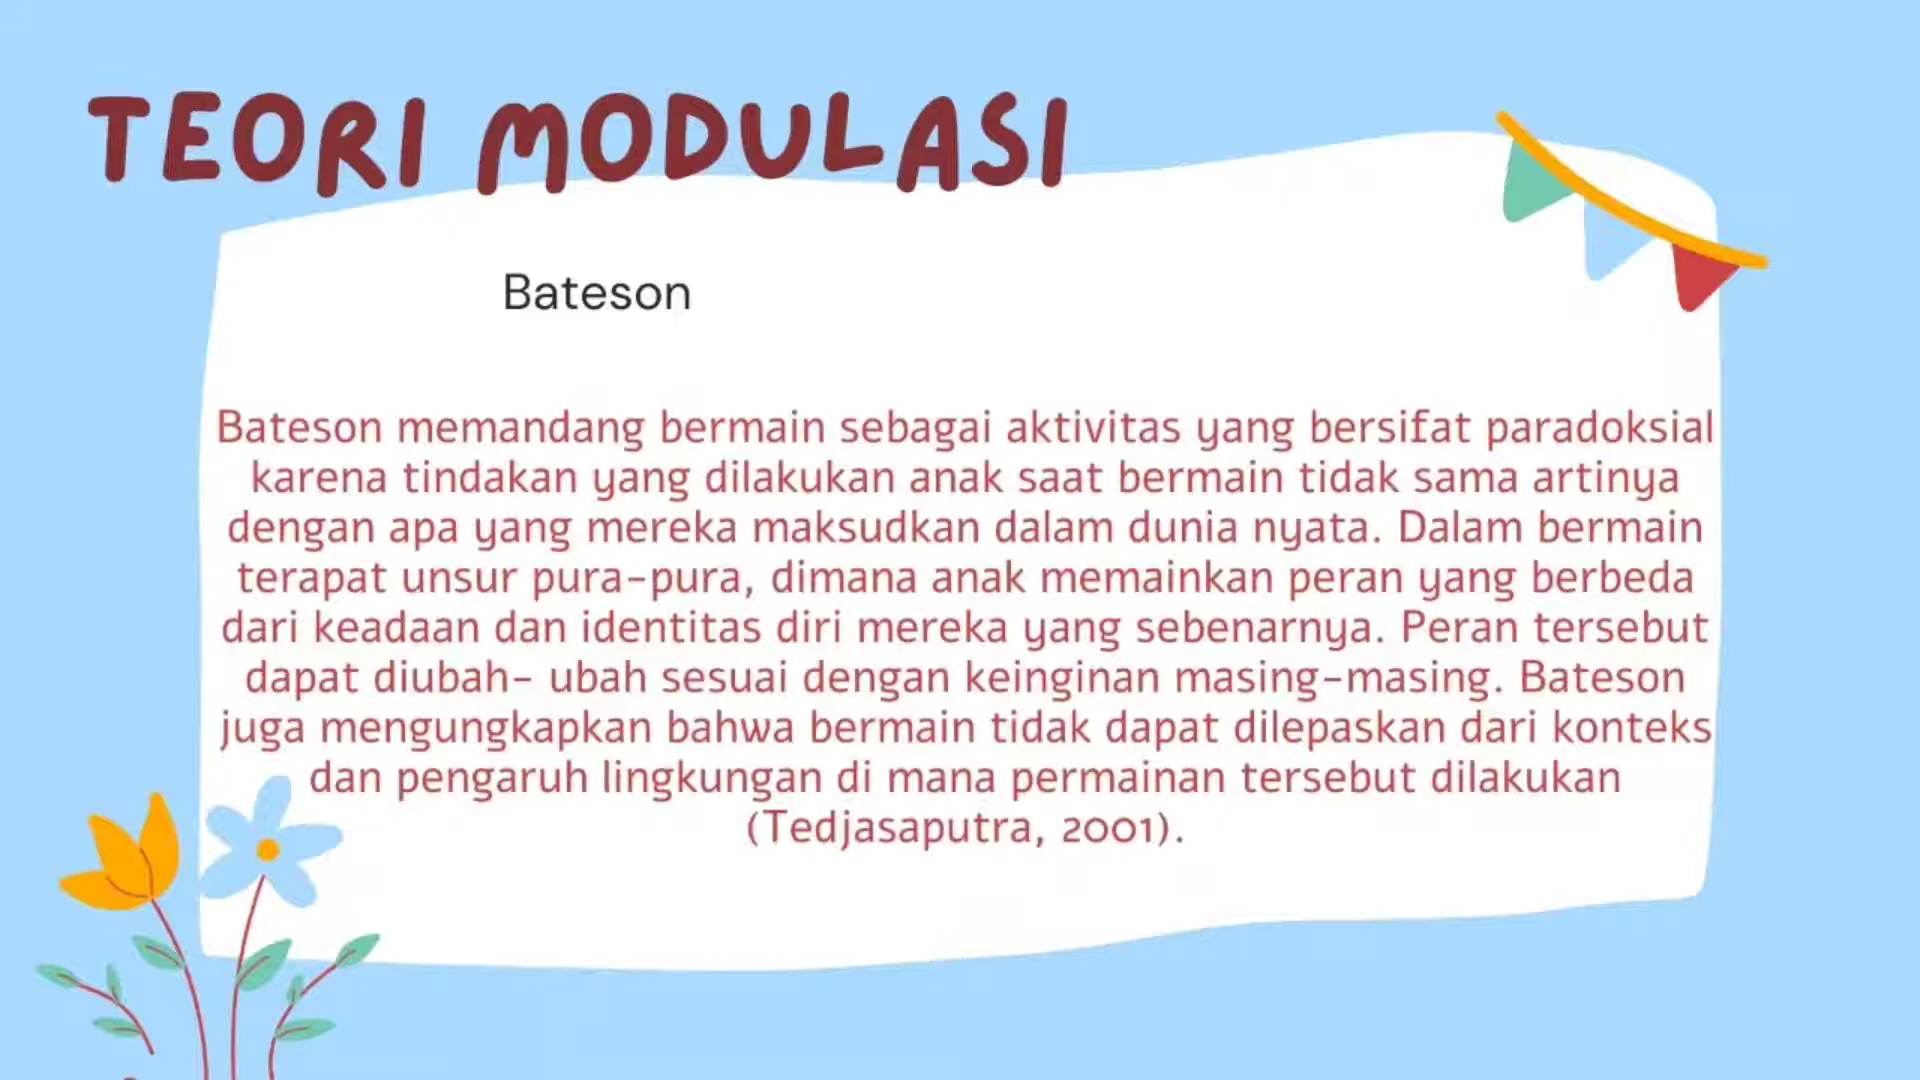 TEORI MODULASI
Bateson
Bateson memandang bermain sebagai aktivitas yang bersifat paradoksial
karena tindakan yang dilakukan anak saat bermain tidak sama artinya
dengan apa yang mereka maksudkan dalam dunia nyata. Dalam bermain
terapat unsur pura-pura, dimana anak memainkan peran yang berbeda
dari keadaan dan identitas diri mereka yang sebenarnya. Peran tersebut
dapat diubah- ubah sesuai dengan keinginan masing-masing. Bateson
juga mengungkapkan bahwa bermain tidak dapat dilepaskan dari konteks
dan pengaruh lingkungan di mana permainan tersebut dilakukan
(Tedjasaputra, 2001).